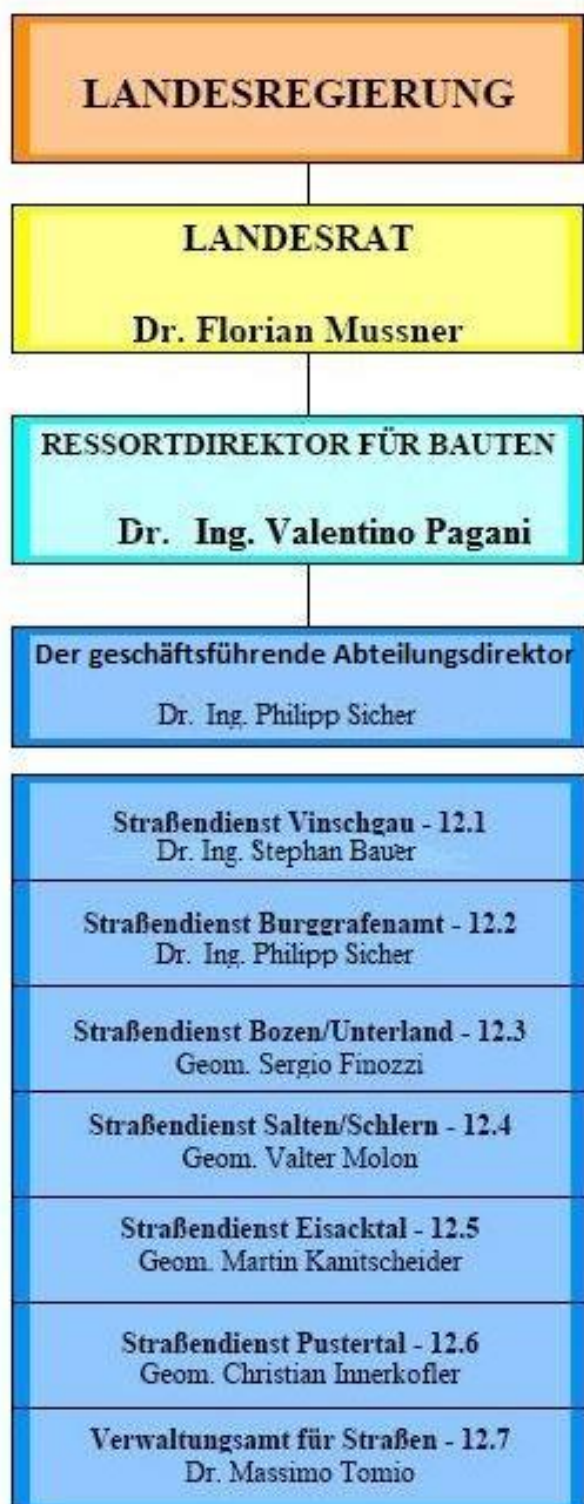 LANDESREGIERUNG
LANDESRAT
Dr. Florian Mussner
RESSORTDIREKTOR FÜR BAUTEN
Dr. Ing. Valentino Pagani
Der geschäftsführende Abteilungsdirektor
Dr. Ing. Philipp Sicher
Straßendienst Vinschgau - 12.1
Dr. Ing. Stephan Bauer
Straßendienst Burggrafenamt - 12.2
Dr. Ing. Philipp Sicher
Straßendienst Bozen/Unterland - 12.3
Geom. Sergio Finozzi
Straßendienst Salten/Schlern - 12.4
Geom. Valter Molon
Straßendienst Eisacktal - 12.5
Geom. Martin Kanitscheider
Straßendienst Pustertal - 12.6
Geom. Christian Innerkofler
Verwaltungsamt für Straßen - 12.7
Dr. Massimo Tomio